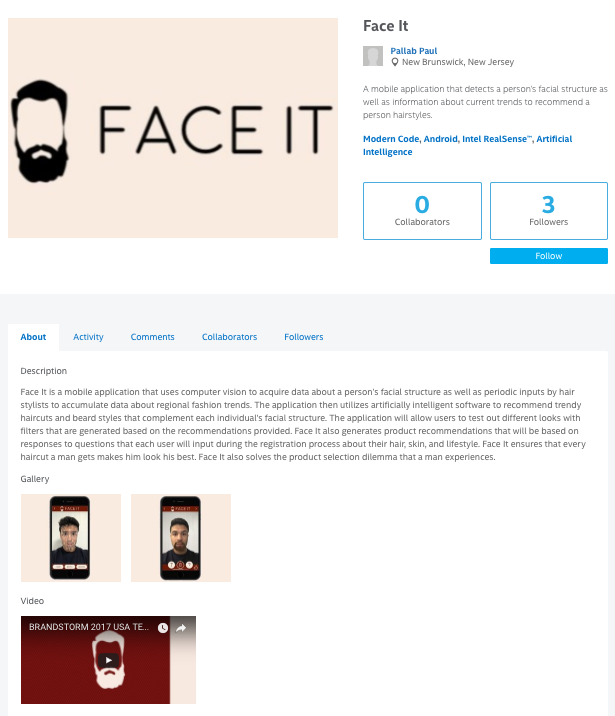 FACE IT
Face It
Pallab Paul
New Brunswick, New Jersey
A mobile application that detects a person's facial structure as
well as information about current trends to recommend a
person hairstyles.
Modern Code, Android, Intel RealSense™, Artificial
Intelligence
0
Collaborators
3
Followers
Follow
About
Activity
Comments
Collaborators
Followers
Description
Face It is a mobile application that uses computer vision to acquire data about a person's facial structure as well as periodic inputs by hair
stylists to accumulate data about regional fashion trends. The application then utilizes artificially intelligent software to recommend trendy
haircuts and beard styles that complement each individual's facial structure. The application will allow users to test out different looks with
filters that are generated based on the recommendations provided. Face It also generates product recommendations that will be based on
responses to questions that each user will input during the registration process about their hair, skin, and lifestyle. Face It ensures that every
haircut a man gets makes him look his best. Face It also solves the product selection dilemma that a man experiences.
Gallery
FACE IT
FACE IT
Video
BRANDSTORM 2017 USA TE...